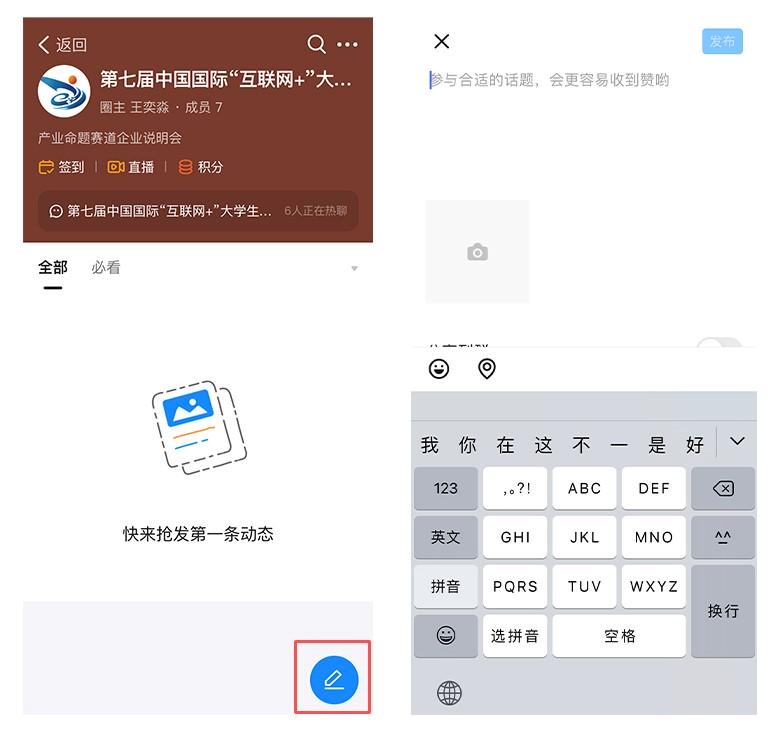 返回
第七届中国国际“互联网+”大...
圈主 王奕淼 · 成员 7
产业命题赛道企业说明会
签到 | 直播 | 积分
第七届中国国际“互联网+”大学生... 6人正在热聊
全部 必看
快来抢发第一条动态
发布
参与合适的话题，会更容易收到赞哟
我 你 在 这 不 一 是 好
123 ,。?! ABC DEF
英文 GHI JKL MNO ^^
拼音 PQRS TUV WXYZ 换行
选拼音 空格